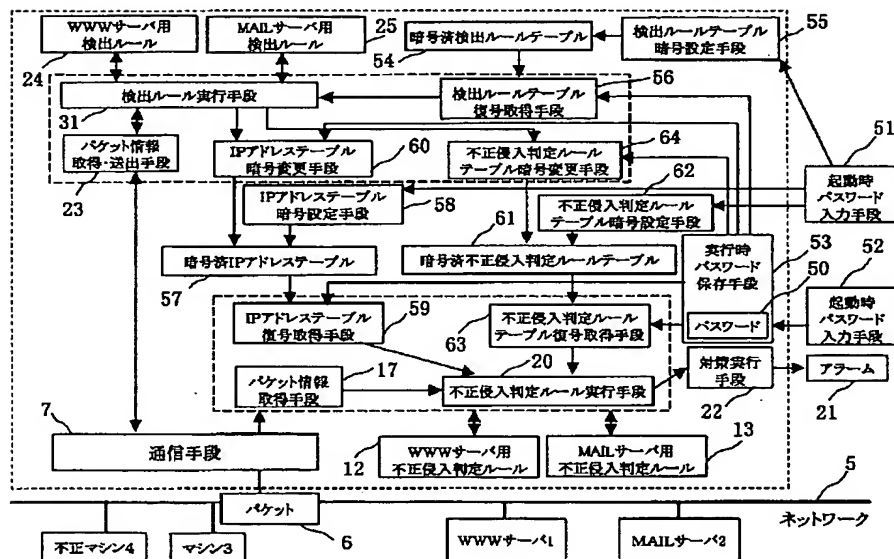 WWWサーバ用
検出ルール
24
MAILサーバ用
検出ルール
25
暗号済検出ルールテーブル
54
検出ルールテーブル
暗号設定手段
55
検出ルール実行手段
31
検出ルールテーブル
復号取得手段
56
パケット情報
取得・送出手段
23
IPアドレステーブル
暗号変更手段
60
不正侵入判定ルール
テーブル暗号変更手段
64
51
起動時
パスワード
入力手段
IPアドレステーブル
暗号設定手段
58
62
不正侵入判定ルール
テーブル暗号設定手段
61
暗号済IPアドレステーブル
57
暗号済不正侵入判定ルールテーブル
実行時
パスワード
保存手段
53
50
パスワード
52
起動時
パスワード
入力手段
IPアドレステーブル
復号取得手段
59
不正侵入判定ルール
テーブル復号取得手段
63
パケット情報
取得手段
17
20
不正侵入判定ルール実行手段
対策実行
手段
22
アラーム
21
7
通信手段
12
WWWサーバ用
不正侵入判定ルール
MAILサーバ用
不正侵入判定ルール
13
5
ネットワーク
パケット
6
不正マシン4
マシン3
WWWサーバ1
MAILサーバ2